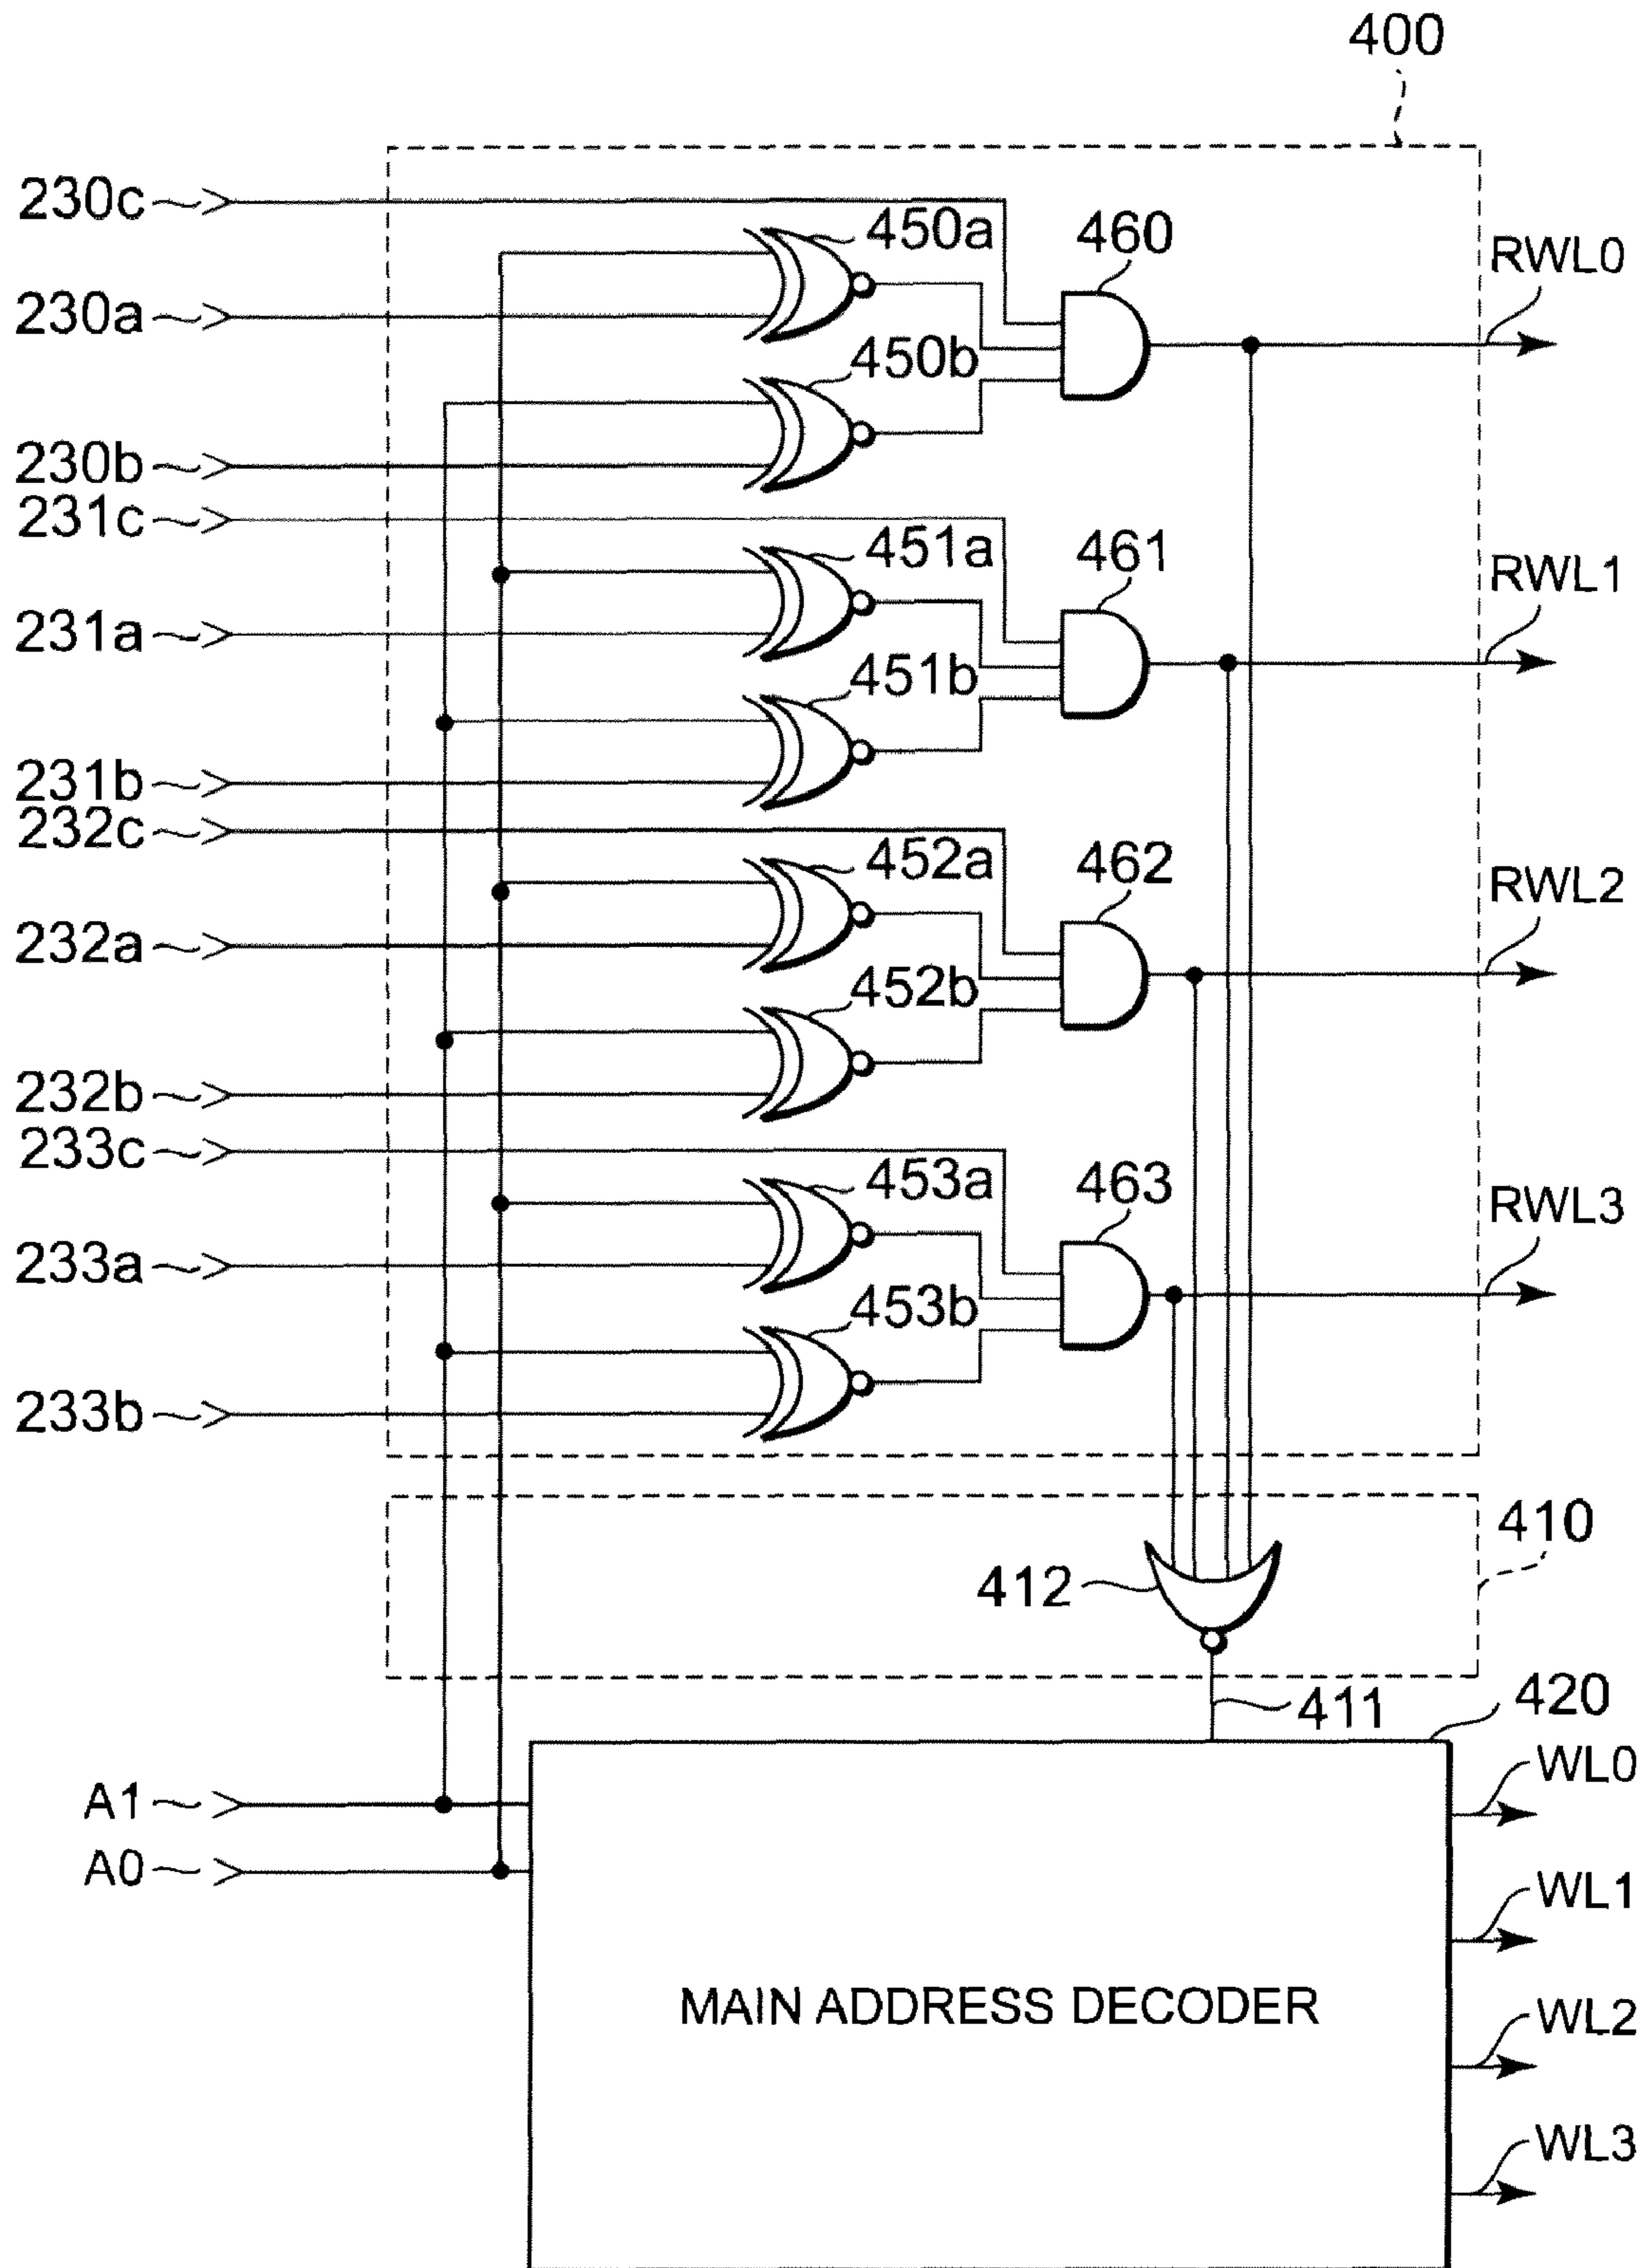 400
230c
450a
460
RWL0
230a
450b
230b
231c
451a
461
RWL1
231a
451b
231b
232c
452a
462
RWL2
232a
452b
232b
233c
453a
463
RWL3
233a
453b
233b
410
412
411
420
A1
A0
WL0
WL1
WL2
WL3
MAIN ADDRESS DECODER